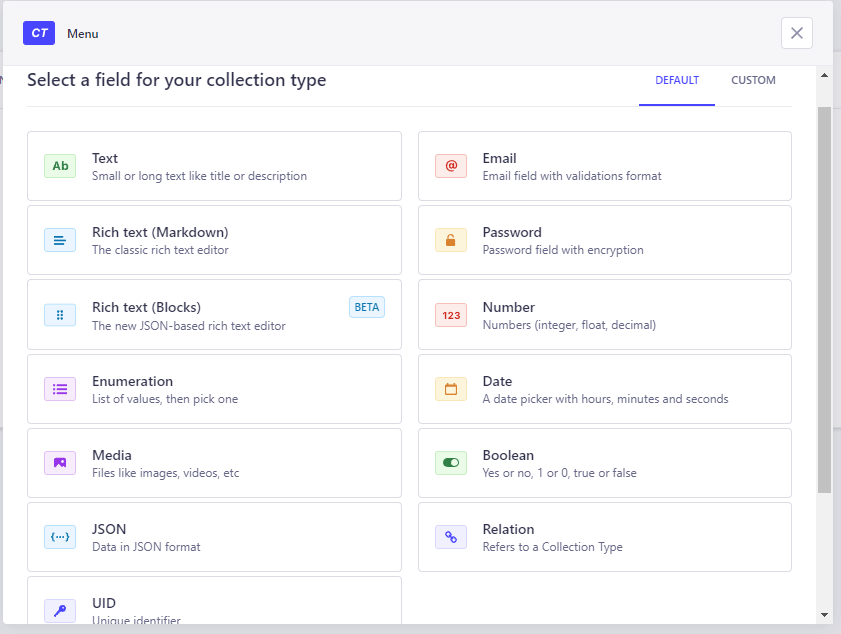 CT Menu
Select a field for your collection type
DEFAULT CUSTOM
Ab Text
Small or long text like title or description
@ Email
Email field with validations format
Rich text (Markdown)
The classic rich text editor
Password
Password field with encryption
Rich text (Blocks)
The new JSON-based rich text editor
BETA
123 Number
Numbers (integer, float, decimal)
Enumeration
List of values, then pick one
Date
A date picker with hours, minutes and seconds
Media
Files like images, videos, etc
Boolean
Yes or no, 1 or 0, true or false
{···} JSON
Data in JSON format
Relation
Refers to a Collection Type
UID
Unique identifier